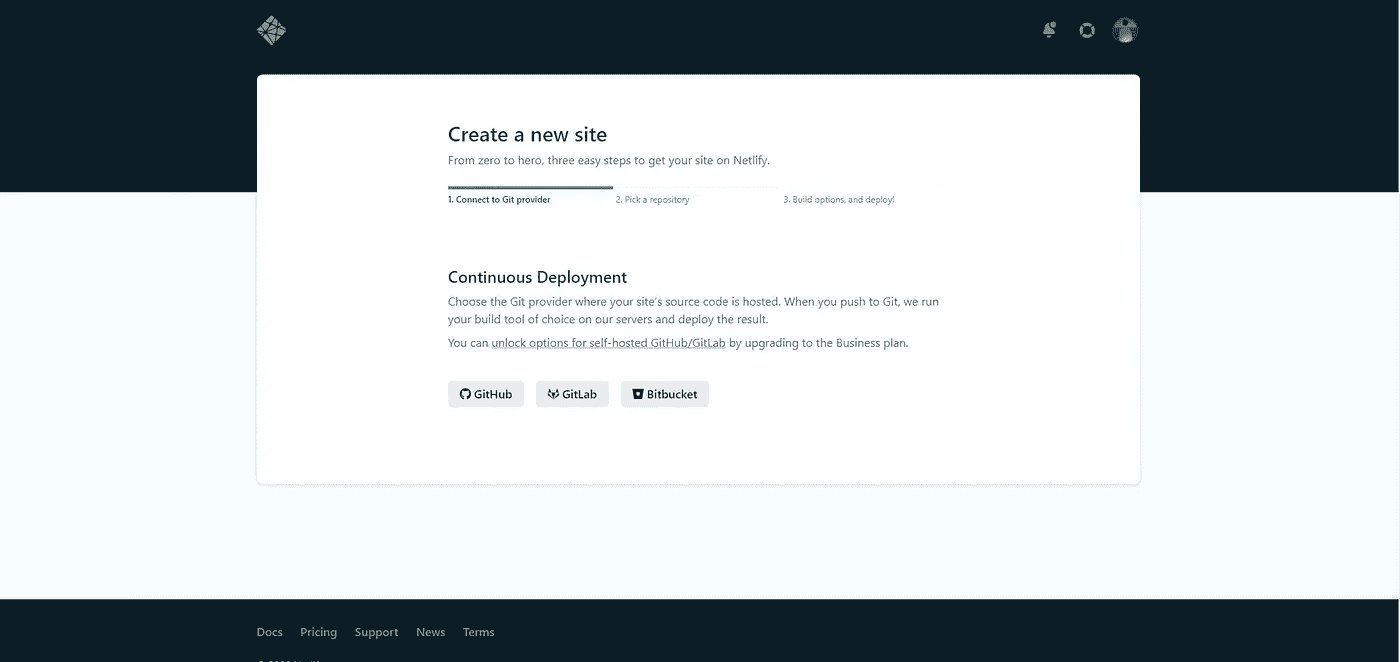 Create a new site
From zero to hero, three easy steps to get your site on Netlify.
1. Connect to Git provider
2. Pick a repository
3. Build options, and deploy!
Continuous Deployment
Choose the Git provider where your site's source code is hosted. When you push to Git, we run
your build tool of choice on our servers and deploy the result.
You can unlock options for self-hosted GitHub/GitLab by upgrading to the Business plan.
GitHub
GitLab
Bitbucket
Docs
Pricing
Support
News
Terms